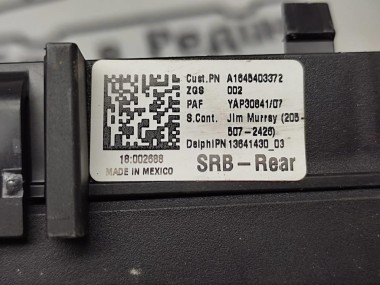 Cust.PN A1645403372
ZGS 002
PAF YAP30641/07
S.Cont. Jim Murray (205-
507-2426)
DelphiPN 13641430_03
18:002688
MADE IN MEXICO
SRB-Rear